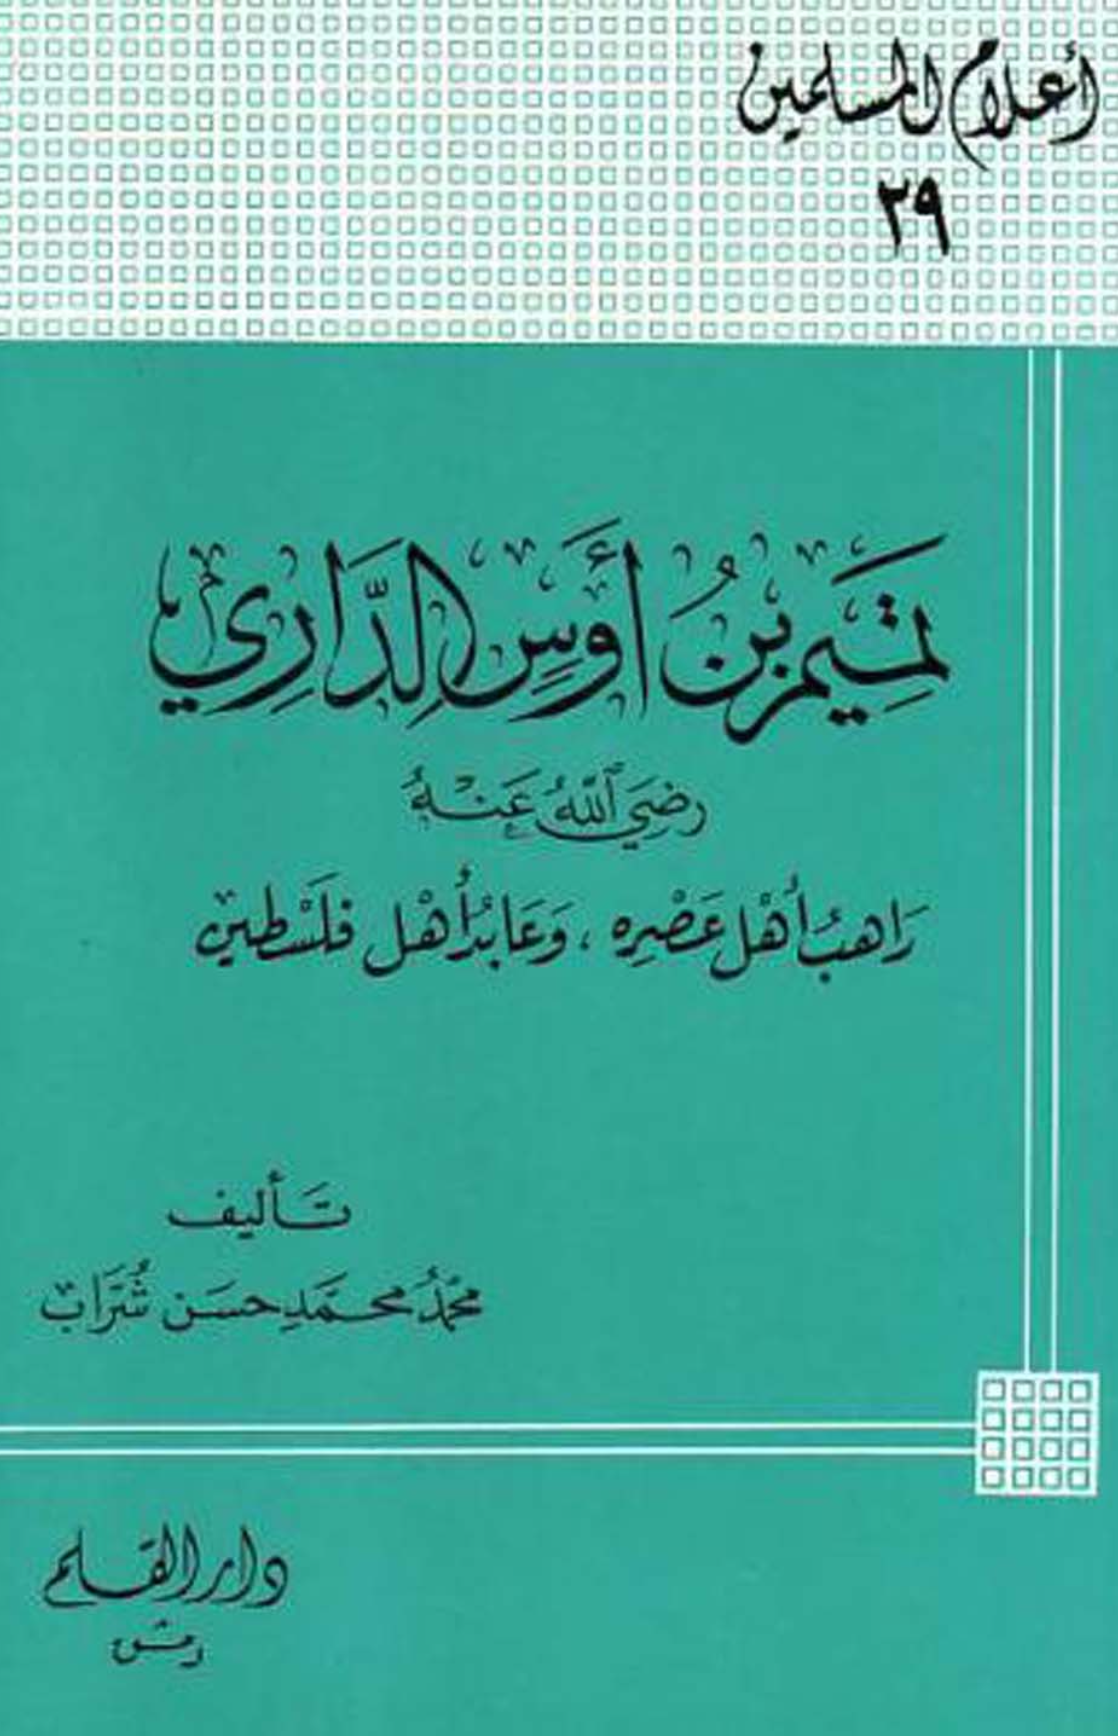 أعلام المسلمين
٢٩
تميم بن أوس الداري
رضي الله عنه
راهب أهل عصره، وعابد أهل فلسطين
تأليف
محمد محمد حسن شراب
دار القلم
دمشق